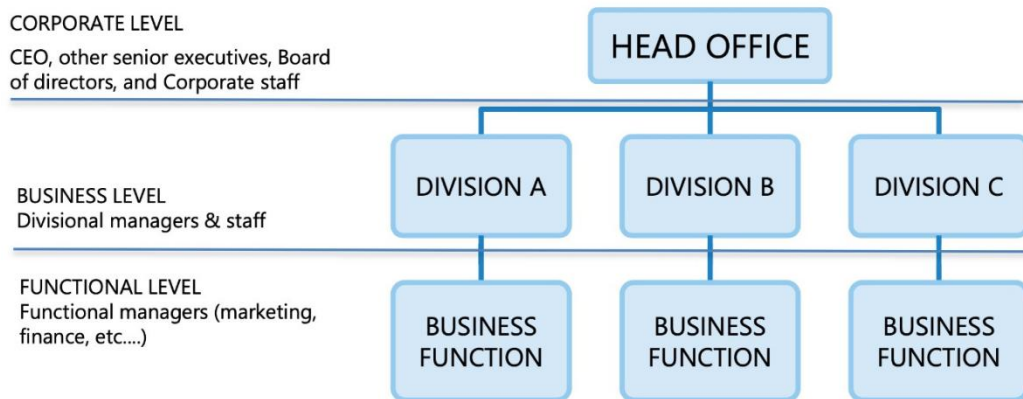 CORPORATE LEVEL
CEO, other senior executives, Board
of directors, and Corporate staff
HEAD OFFICE
BUSINESS LEVEL
Divisional managers & staff
DIVISION A
DIVISION B
DIVISION C
FUNCTIONAL LEVEL
Functional managers (marketing,
finance, etc....)
BUSINESS
FUNCTION
BUSINESS
FUNCTION
BUSINESS
FUNCTION